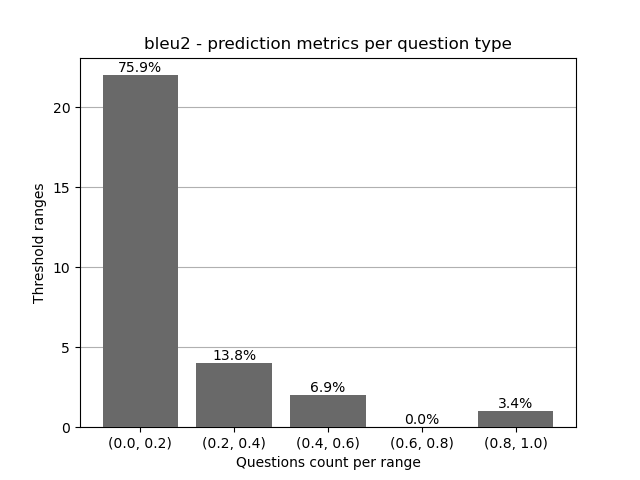 bleu2 - prediction metrics per question type
75.9%
13.8%
6.9%
0.0%
3.4%
20
15
10
5
0
Threshold ranges
(0.0, 0.2) (0.2, 0.4) (0.4, 0.6) (0.6, 0.8) (0.8, 1.0)
Questions count per range